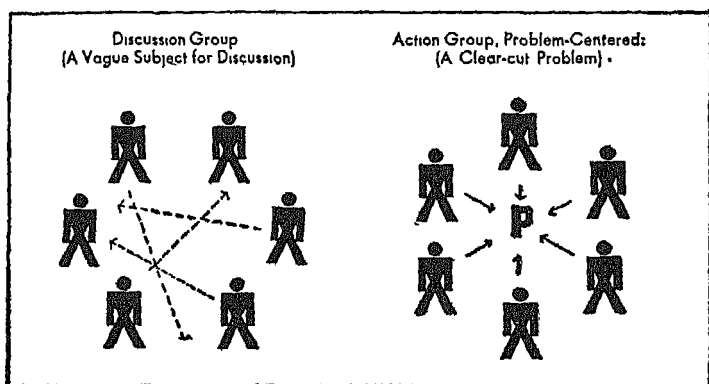 Discussion Group
(A Vague Subject for Discussion)
Action Group, Problem-Centered:
(A Clear-cut Problem) .
P